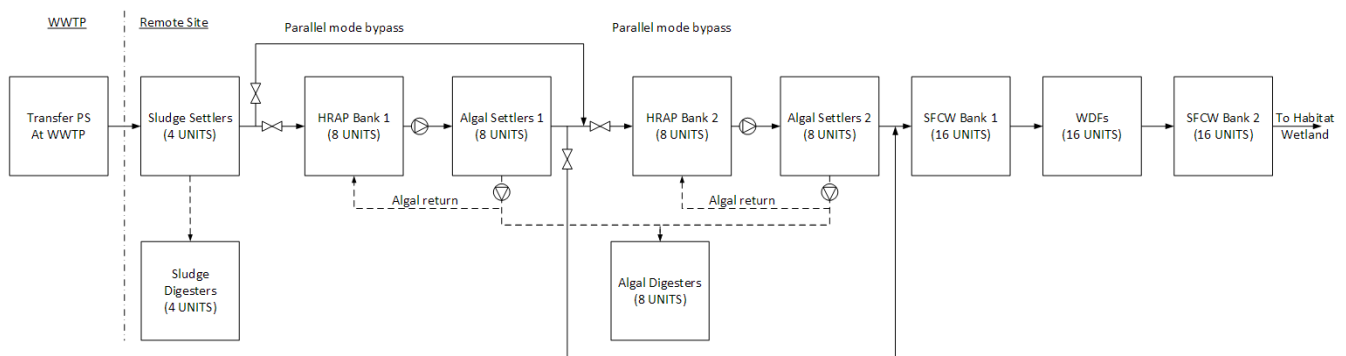 WWTP
Remote Site
Parallel mode bypass
Parallel mode bypass
Transfer PS
At WWTP
Sludge Settlers
(4 UNITS)
HRAP Bank 1
(8 UNITS)
Algal Settlers 1
(8 UNITS)
HRAP Bank 2
(8 UNITS)
Algal Settlers 2
(8 UNITS)
SFCW Bank 1
(16 UNITS)
WDFs
(16 UNITS)
SFCW Bank 2
(16 UNITS)
To Habitat
Wetland
Algal return
Algal return
Sludge
Digesters
(4 UNITS)
Algal Digesters
(8 UNITS)